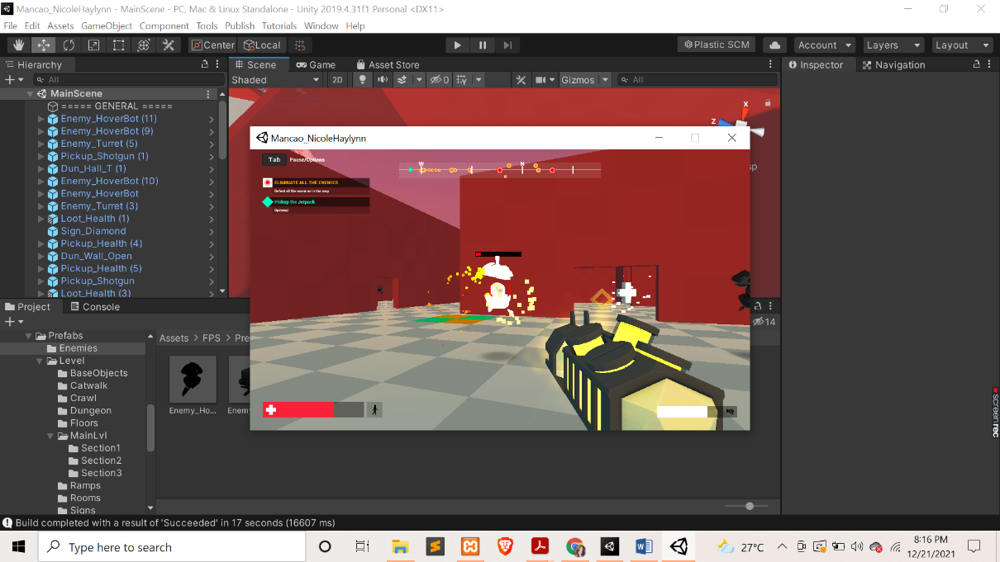 Mancao_NicoleHaylynn - MainScene - PC, Mac & Linux Standalone - Unity 2019.4.31f1 Personal <DX11>
File Edit Assets GameObject Component Tools Publish Tutorials Window Help
Center Local Plastic SCM Account Layers Layout
Hierarchy Scene Game Asset Store Inspector Navigation
All Shaded 2D 0 Gizmos All
MainScene
===== GENERAL =====
Enemy_HoverBot (11)
Enemy_HoverBot (9)
Enemy_Turret (5)
Pickup_Shotgun (1)
Dun_Hall_T (1)
Enemy_HoverBot (10)
Enemy_HoverBot
Enemy_Turret (3)
Loot_Health (1)
Sign_Diamond
Pickup_Health (4)
Dun_Wall_Open
Pickup_Health (5)
Pickup_Shotgun
Loot_Health (3)
X
Z
sp
Mancao_NicoleHaylynn
Tab Pause/Options
W N
ELIMINATE ALL THE ENEMIES
Defeat all the enemies in the map
Pickup the Jetpack
Optional
Project Console
14
Prefabs
Enemies
Level
BaseObjects
Catwalk
Crawl
Dungeon
Floors
MainLvl
Section1
Section2
Section3
Ramps
Rooms
Signs
Assets > FPS > Pre
Enemy_Ho... Enem
screenrec
Build completed with a result of 'Succeeded' in 17 seconds (16607 ms)
Type here to search
27°C
8:16 PM
12/21/2021